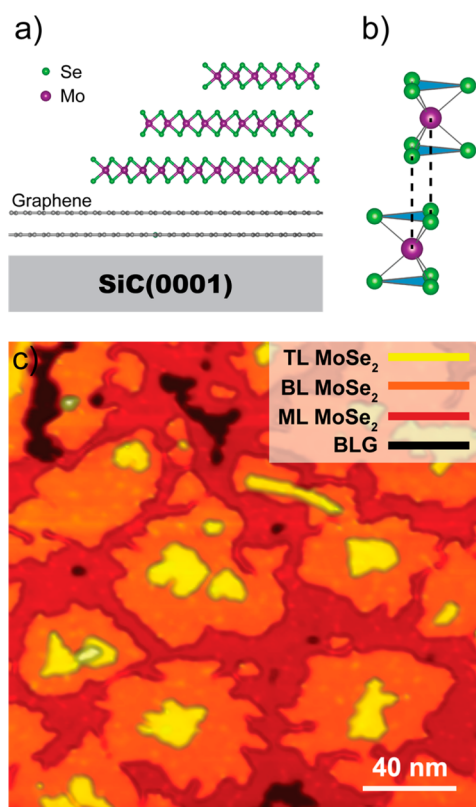 a)
b)
Se
Mo
Graphene
SiC(0001)
c)
TL MoSe₂
BL MoSe₂
ML MoSe₂
BLG
40 nm